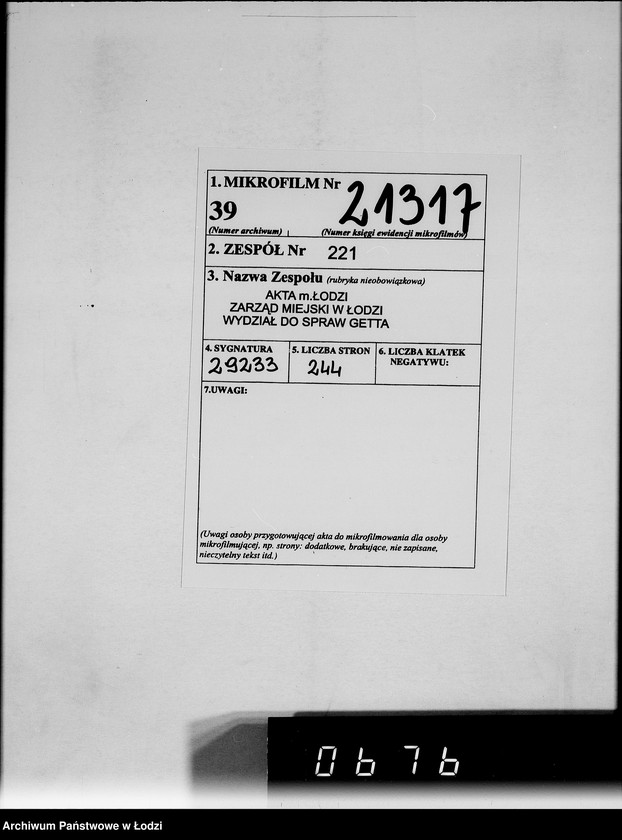 1. MIKROFILM Nr 21317
39
(Numer archiwum) (Numer księgi ewidencji mikrofilmów)
2. ZESPÓŁ Nr 221
3. Nazwa Zespołu (rubryka nieobowiązkowa)
AKTA m.ŁODZI
ZARZĄD MIEJSKI W ŁODZI
WYDZIAŁ DO SPRAW GETTA
4. SYGNATURA 5. LICZBA STRON 6. LICZBA KLATEK
NEGATYWU:
29233 244
7.UWAGI:
(Uwagi osoby przygotowującej akta do mikrofilmowania dla osoby
mikrofilmującej, np. strony: dodatkowe, brakujące, nie zapisane,
nieczytelny tekst itd.)
0676
Archiwum Państwowe w Łodzi